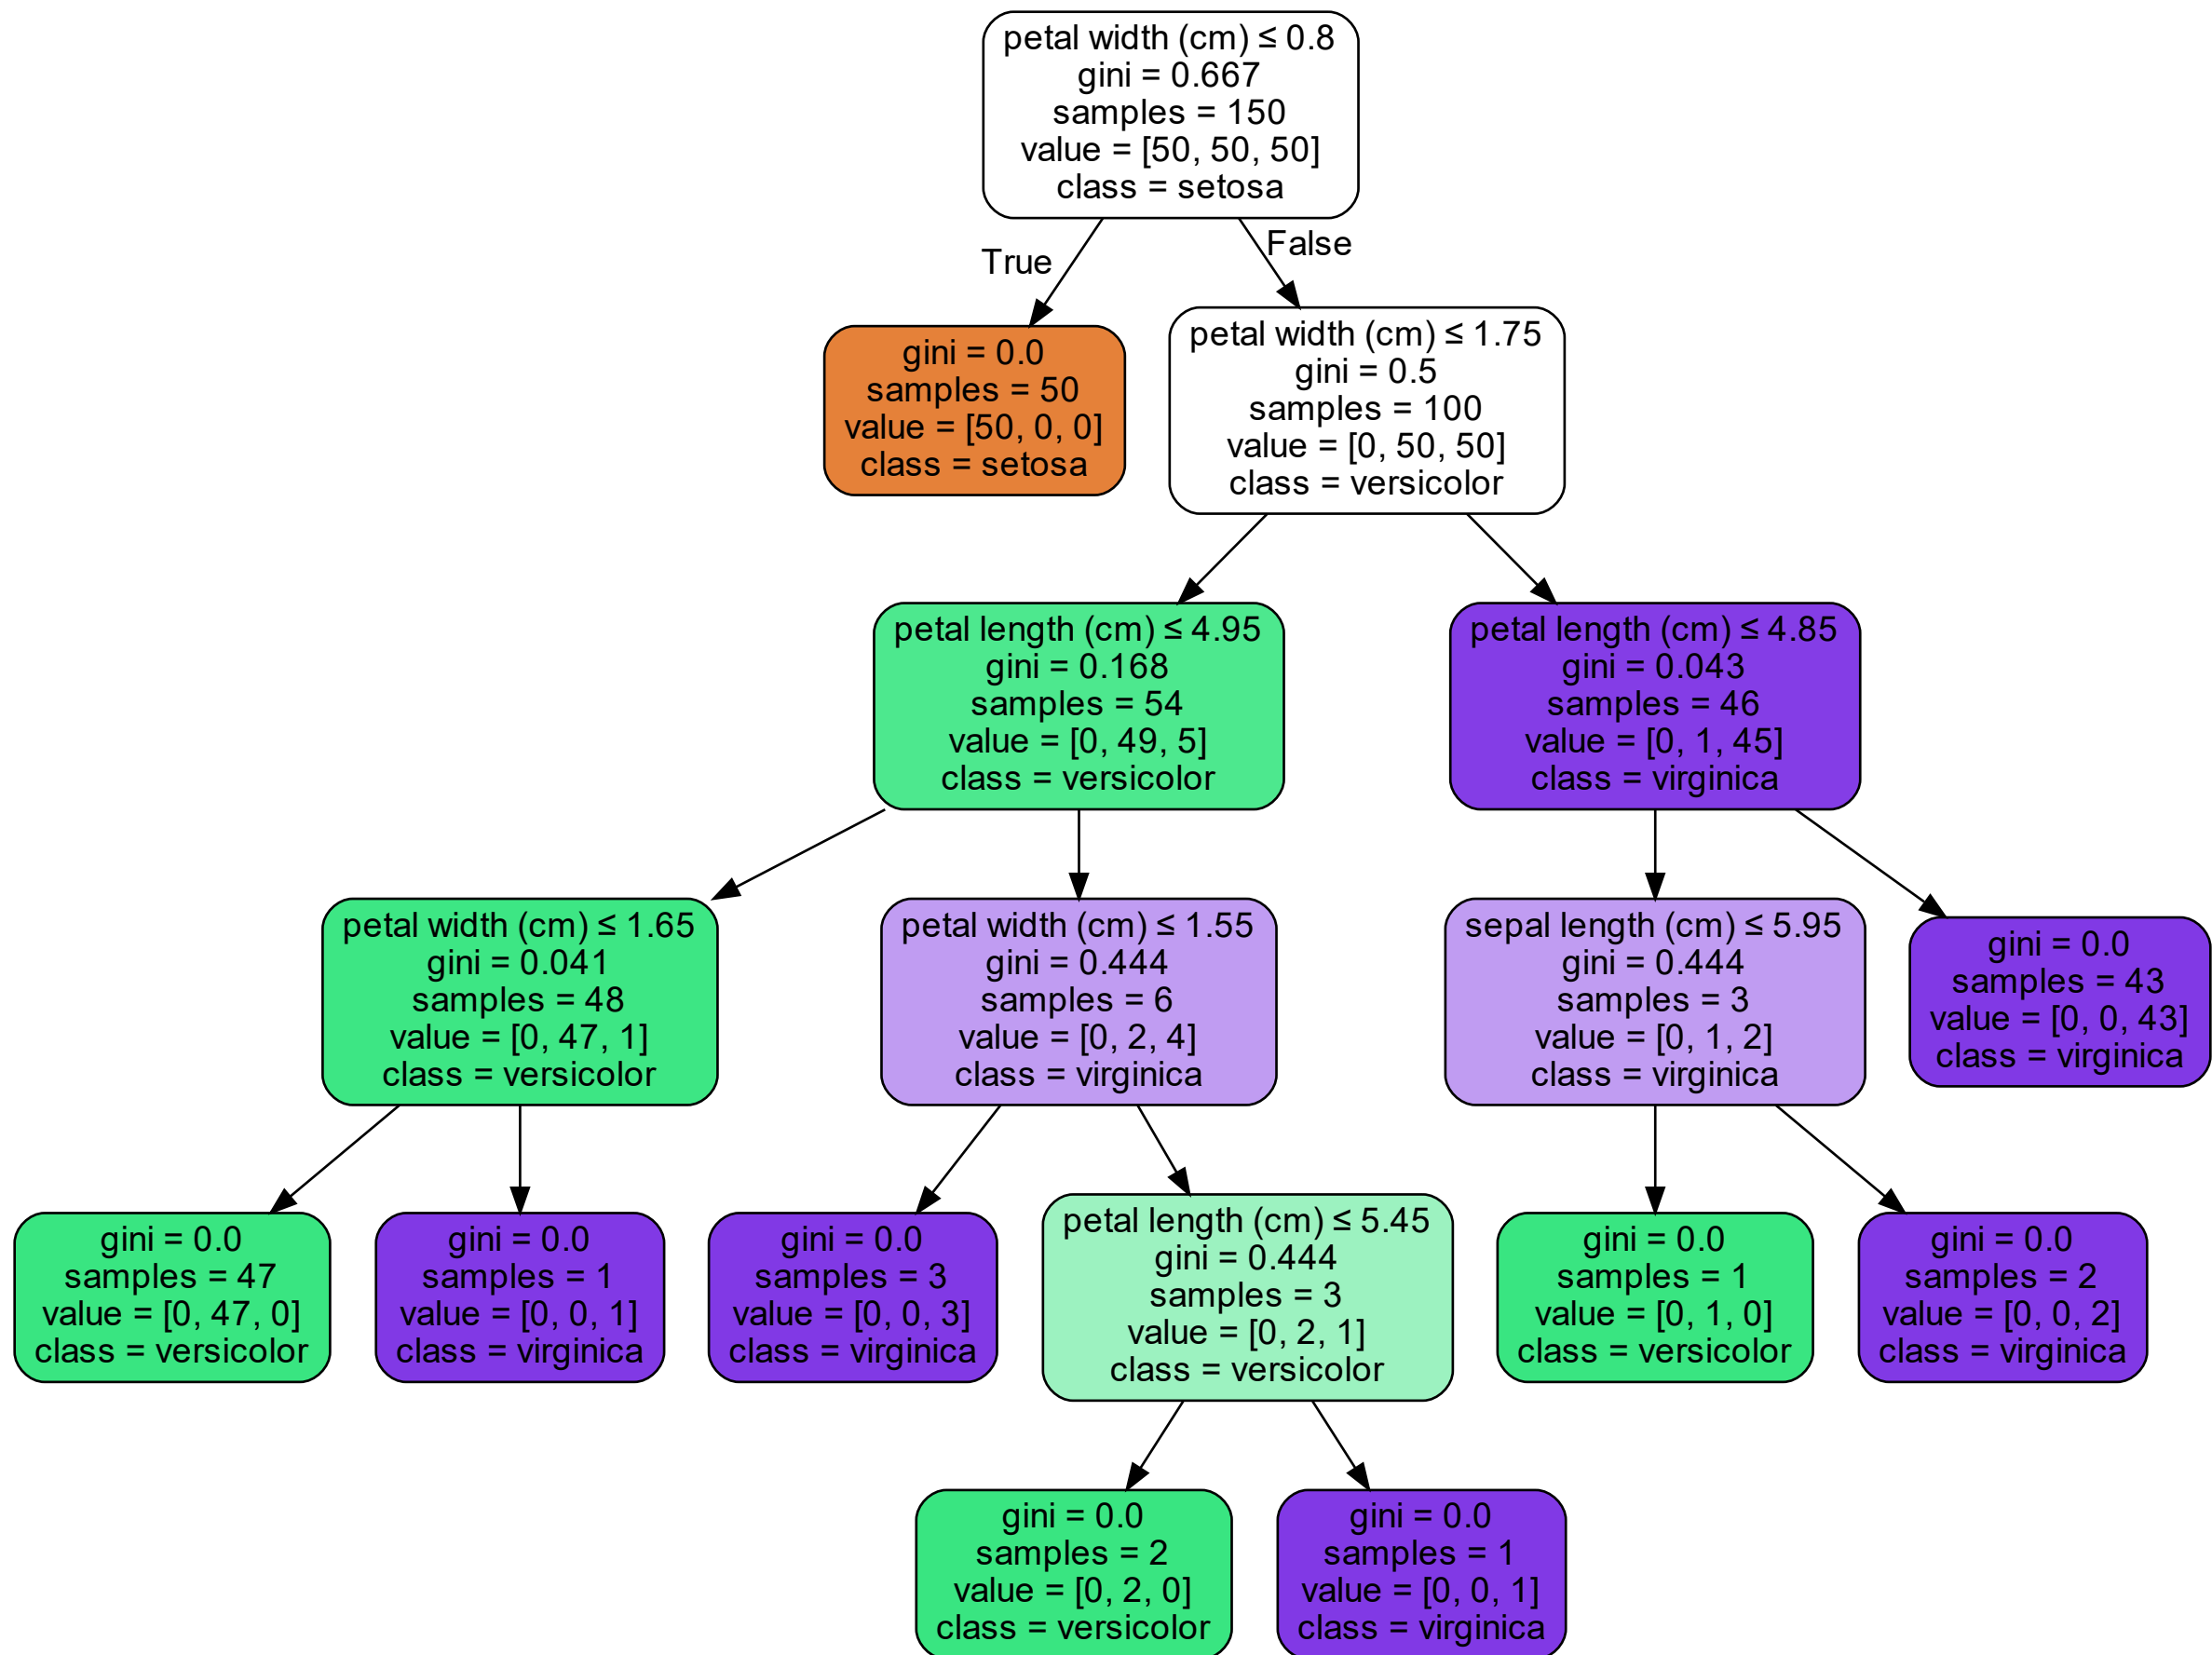 petal width (cm) ≤ 0.8
gini = 0.667
samples = 150
value = [50, 50, 50]
class = setosa
True
False
gini = 0.0
samples = 50
value = [50, 0, 0]
class = setosa
petal width (cm) ≤ 1.75
gini = 0.5
samples = 100
value = [0, 50, 50]
class = versicolor
petal length (cm) ≤ 4.95
gini = 0.168
samples = 54
value = [0, 49, 5]
class = versicolor
petal length (cm) ≤ 4.85
gini = 0.043
samples = 46
value = [0, 1, 45]
class = virginica
petal width (cm) ≤ 1.65
gini = 0.041
samples = 48
value = [0, 47, 1]
class = versicolor
petal width (cm) ≤ 1.55
gini = 0.444
samples = 6
value = [0, 2, 4]
class = virginica
sepal length (cm) ≤ 5.95
gini = 0.444
samples = 3
value = [0, 1, 2]
class = virginica
gini = 0.0
samples = 43
value = [0, 0, 43]
class = virginica
gini = 0.0
samples = 47
value = [0, 47, 0]
class = versicolor
gini = 0.0
samples = 1
value = [0, 0, 1]
class = virginica
gini = 0.0
samples = 3
value = [0, 0, 3]
class = virginica
petal length (cm) ≤ 5.45
gini = 0.444
samples = 3
value = [0, 2, 1]
class = versicolor
gini = 0.0
samples = 1
value = [0, 1, 0]
class = versicolor
gini = 0.0
samples = 2
value = [0, 0, 2]
class = virginica
gini = 0.0
samples = 2
value = [0, 2, 0]
class = versicolor
gini = 0.0
samples = 1
value = [0, 0, 1]
class = virginica